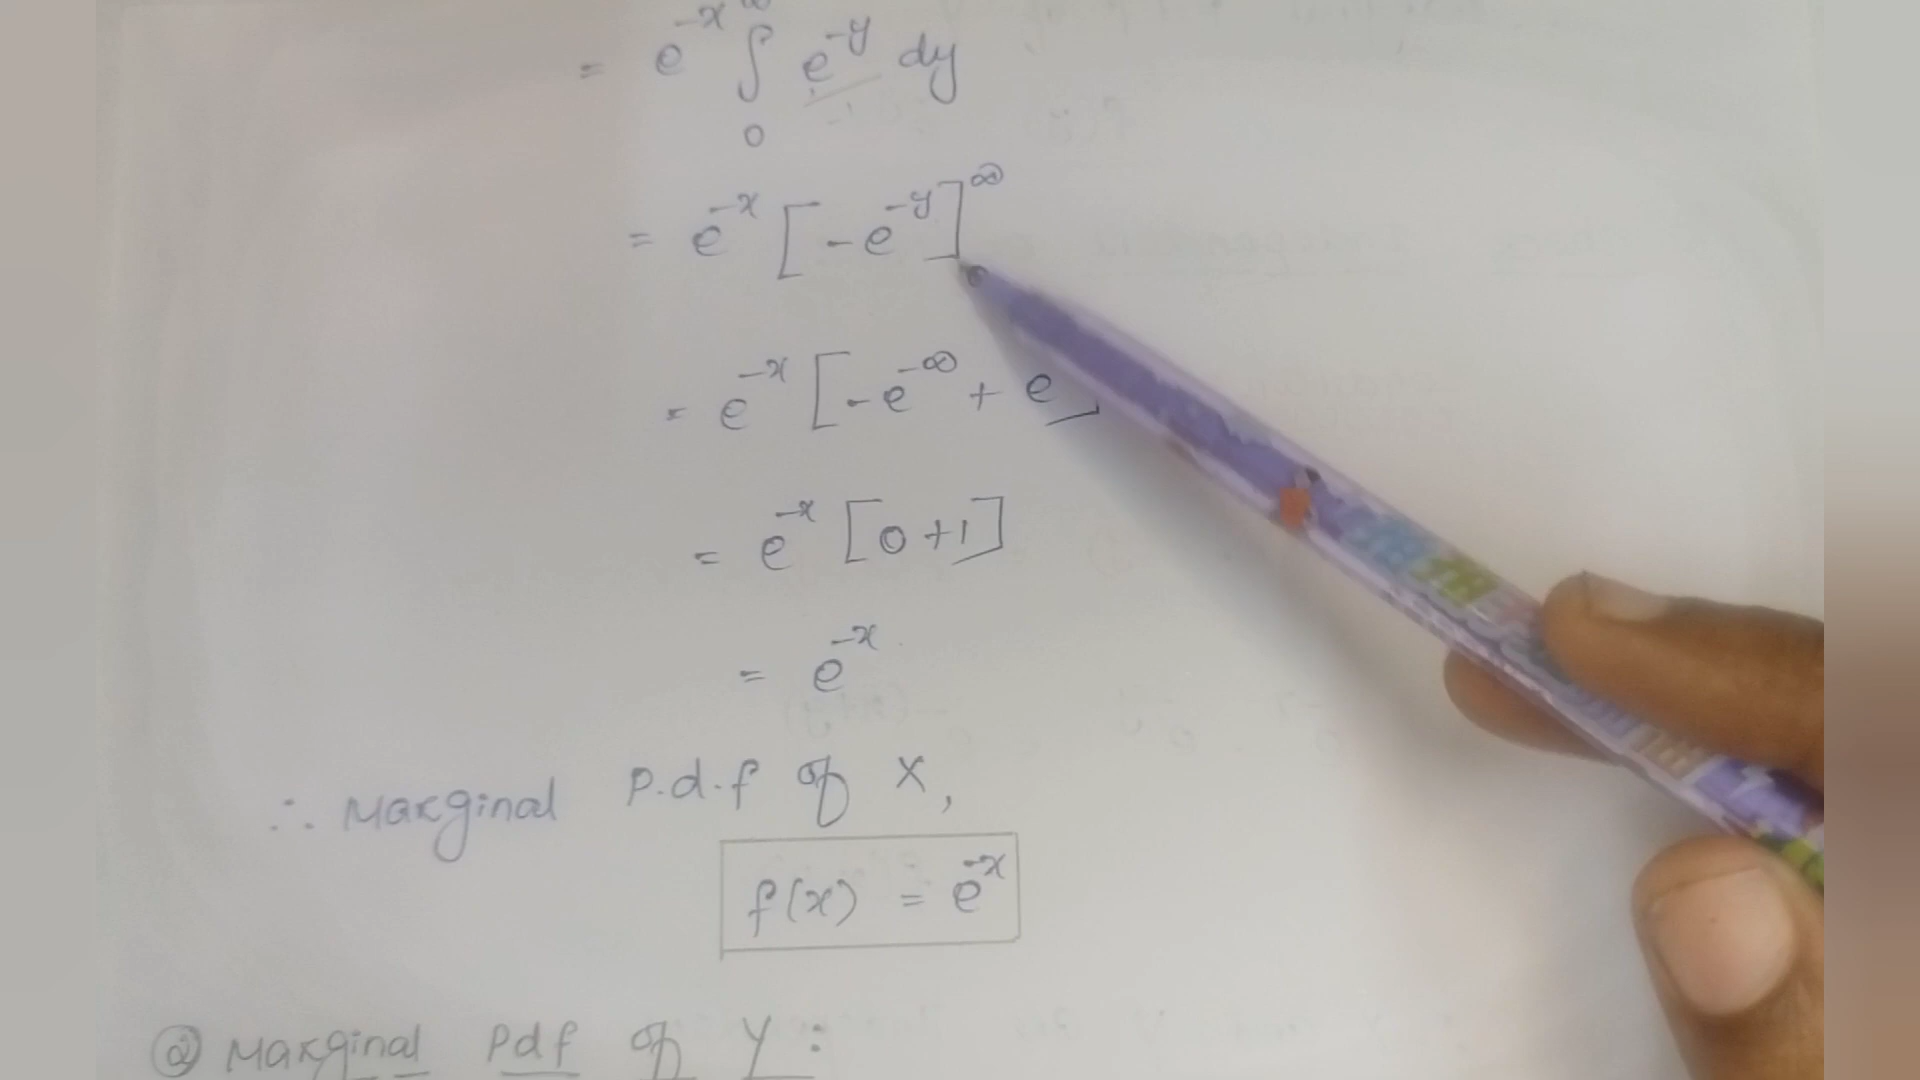 = e^{-x} ∫_0^∞ e^{-y} dy
= e^{-x} [-e^{-y}]_0^∞
= e^{-x} [-e^{-∞} + e ]
= e^{-x} [0+1]
= e^{-x}
∴ Marginal P.d.f of X,
f(x) = e^{-x}
② Marginal Pdf of Y: